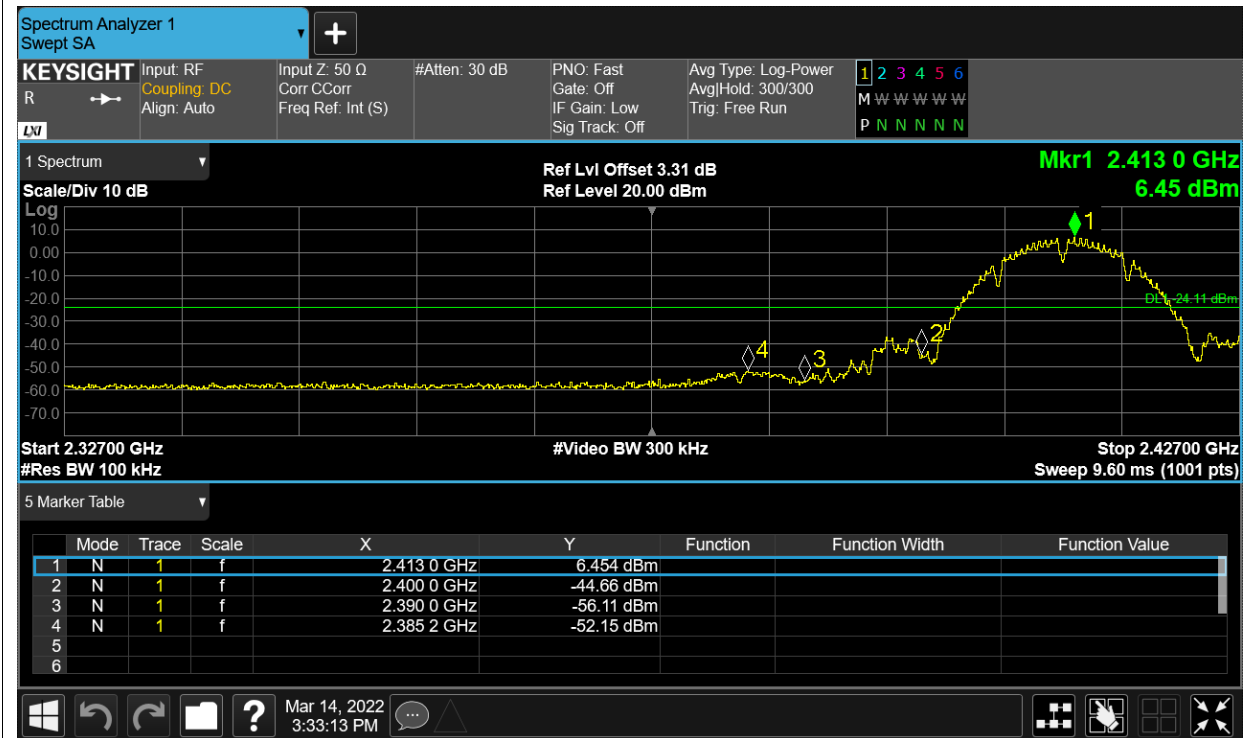 Spectrum Analyzer 1
Swept SA
KEYSIGHT Input: RF Input Z: 50 Ω #Atten: 30 dB PNO: Fast Avg Type: Log-Power 1 2 3 4 5 6
R Coupling: DC Corr CCorr Gate: Off Avg|Hold: 300/300 M W W W W W
Align: Auto Freq Ref: Int (S) IF Gain: Low Trig: Free Run
LXI Sig Track: Off P N N N N N
1 Spectrum Ref Lvl Offset 3.31 dB Mkr1 2.413 0 GHz
Scale/Div 10 dB Ref Level 20.00 dBm 6.45 dBm
Log
1
10.0
0.00
-10.0
-20.0
DL1 -24.11 dBm
-30.0
2
-40.0
4
3
-50.0
-60.0
-70.0
Start 2.32700 GHz #Video BW 300 kHz Stop 2.42700 GHz
#Res BW 100 kHz Sweep 9.60 ms (1001 pts)
5 Marker Table
Mode Trace Scale X Y Function Function Width Function Value
1 N 1 f 2.413 0 GHz 6.454 dBm
2 N 1 f 2.400 0 GHz -44.66 dBm
3 N 1 f 2.390 0 GHz -56.11 dBm
4 N 1 f 2.385 2 GHz -52.15 dBm
5
6
? Mar 14, 2022
3:33:13 PM